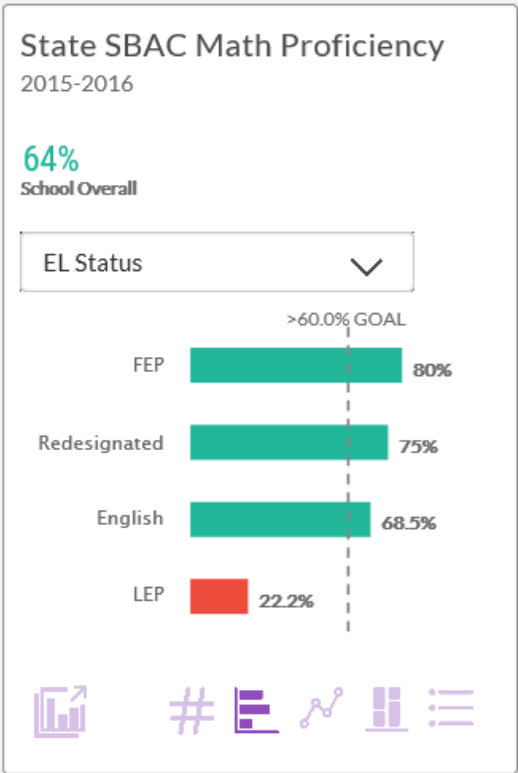 State SBAC Math Proficiency
2015-2016
64%
School Overall
EL Status
>60.0% GOAL
FEP 80%
Redesignated 75%
English 68.5%
LEP 22.2%
#